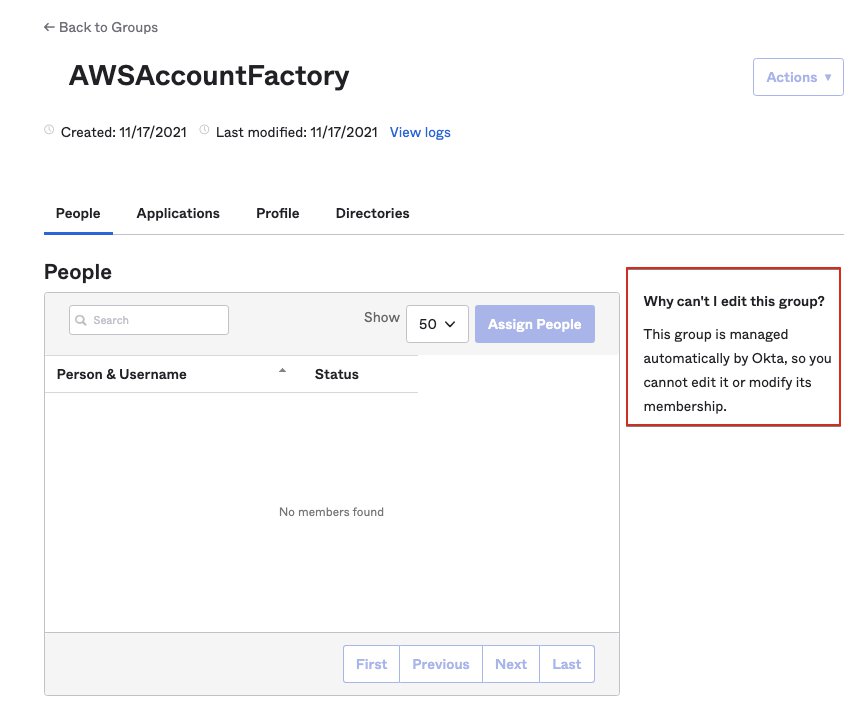 ← Back to Groups
AWSAccountFactory
Actions ▼
Created: 11/17/2021 Last modified: 11/17/2021 View logs
People Applications Profile Directories
People
Search
Show 50 Assign People
Person & Username Status
No members found
First Previous Next Last
Why can't I edit this group?
This group is managed
automatically by Okta, so you
cannot edit it or modify its
membership.